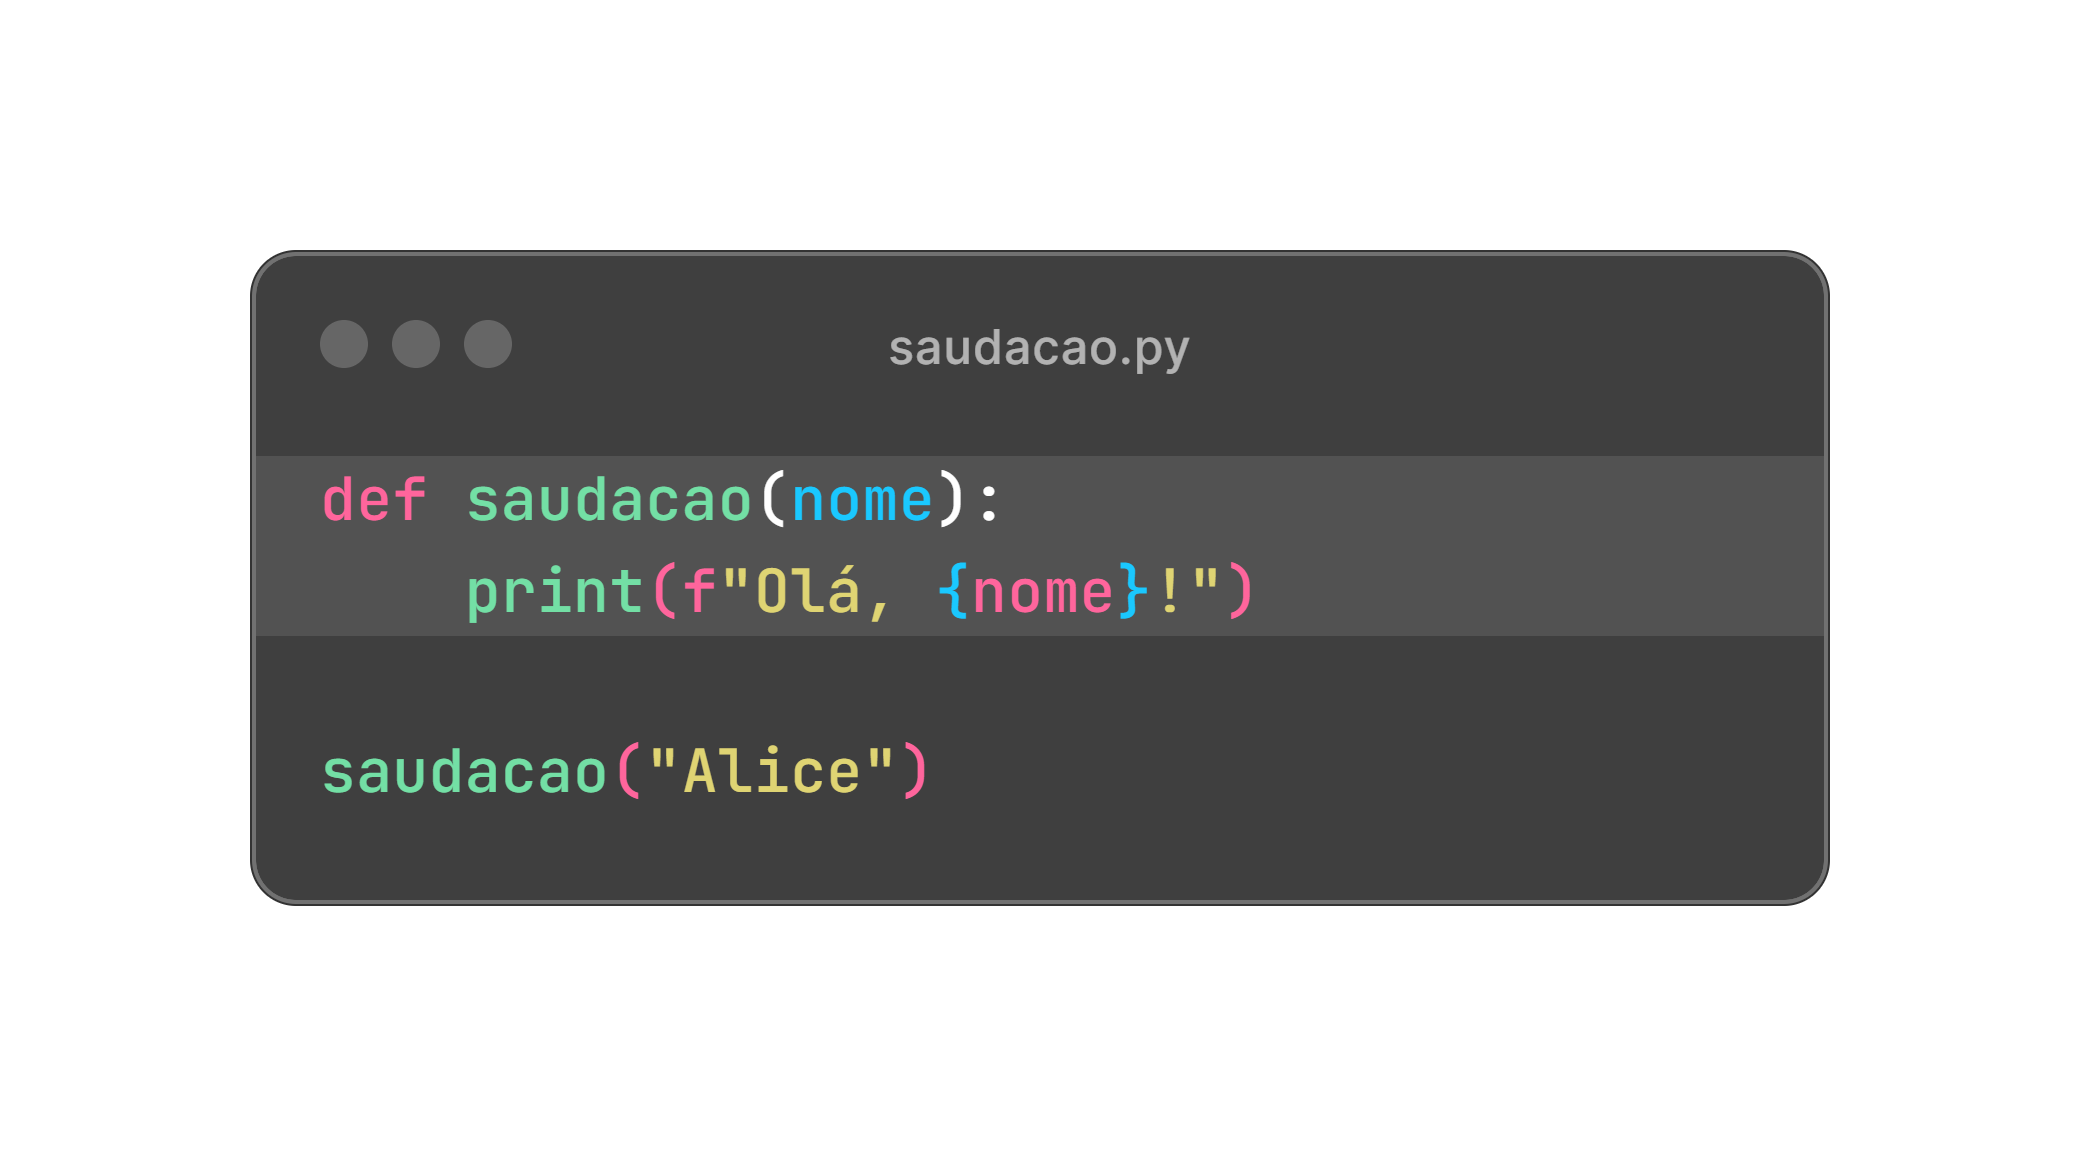 saudacao.py
def saudacao(nome):
    print(f"Olá, {nome}!")
saudacao("Alice")